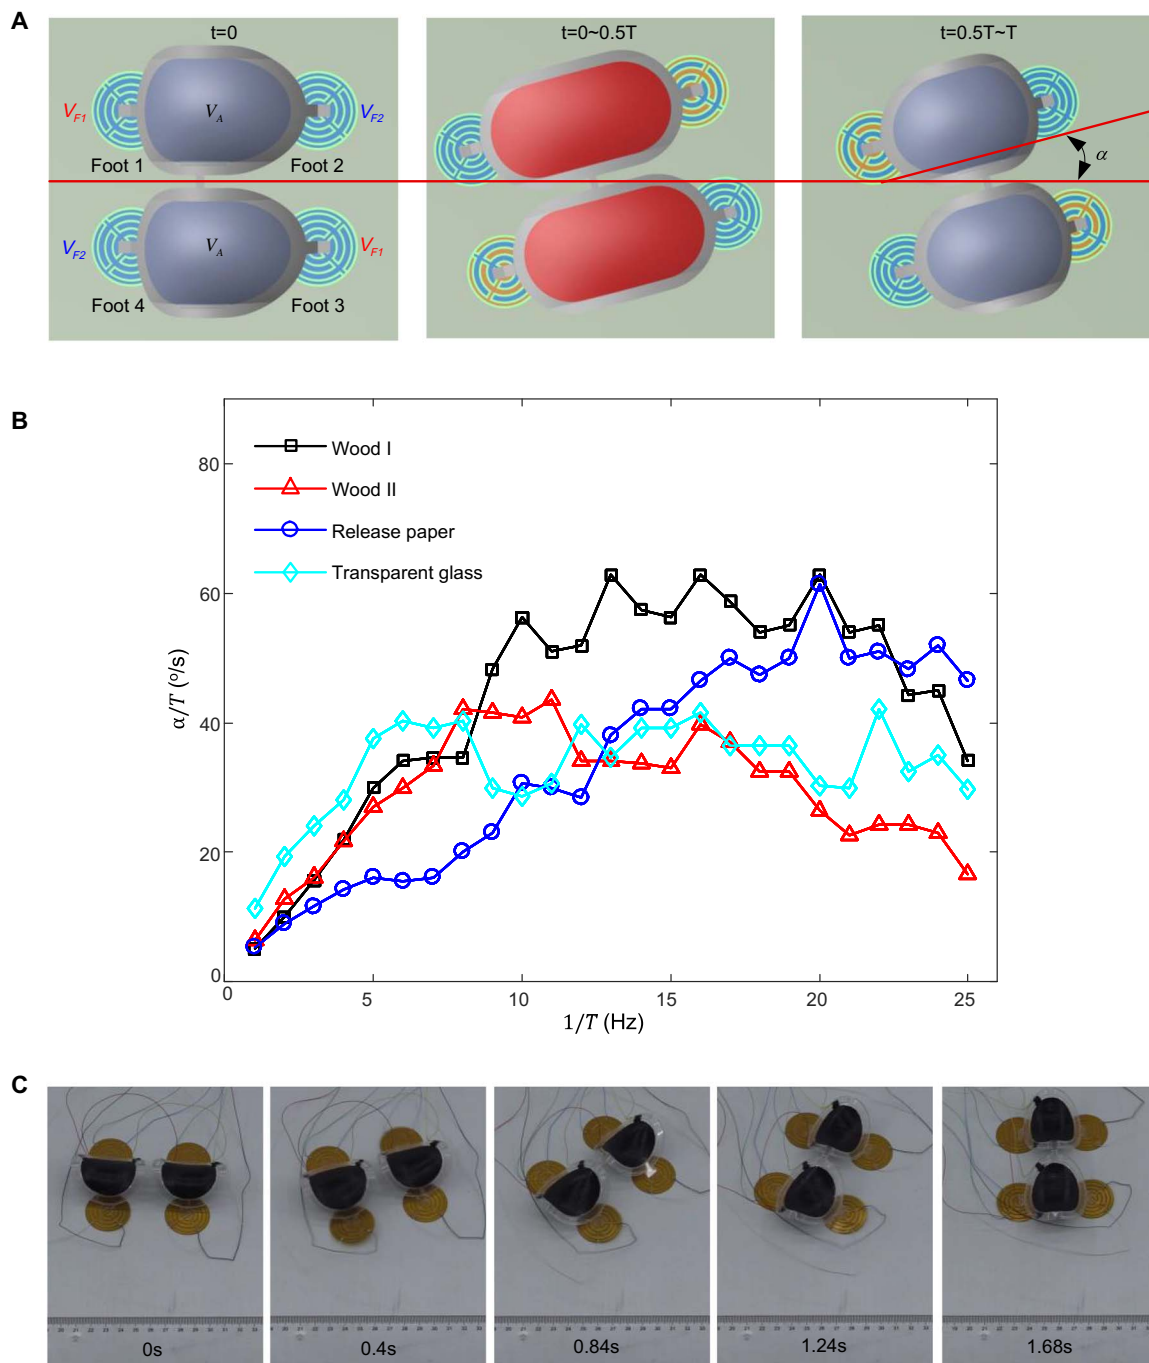 A
t=0
t=0~0.5T
t=0.5T~T
V_F1
V_A
V_F2
Foot 1
Foot 2
α
V_F2
V_A
V_F1
Foot 4
Foot 3
B
Wood I
Wood II
Release paper
Transparent glass
80
60
40
20
0
α/T (º/s)
0
5
10
15
20
25
1/T (Hz)
C
0s
0.4s
0.84s
1.24s
1.68s